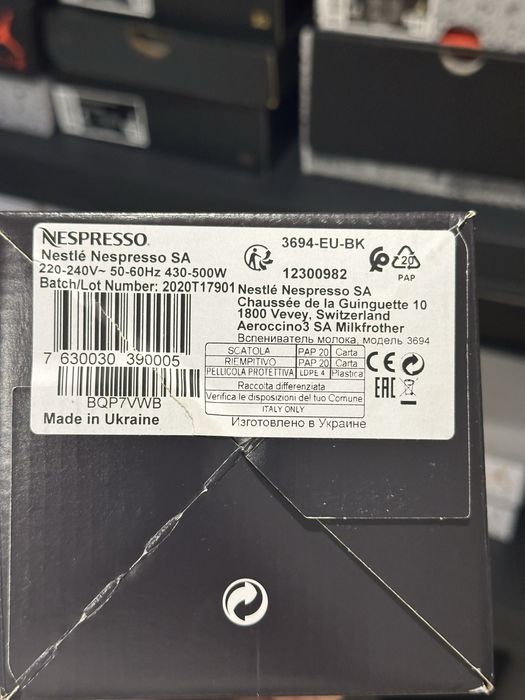 NESPRESSO
Nestlé Nespresso SA
220-240V~ 50-60Hz 430-500W
Batch/Lot Number: 2020T17901
3694-EU-BK
12300982
20
PAP
Nestlé Nespresso SA
Chaussée de la Guinguette 10
1800 Vevey, Switzerland
Aeroccino3 SA Milkfrother
Вспениватель молока, модель 3694
7 630030 390005
BQP7VWB
Made in Ukraine
SCATOLA PAP 20 Carta
RIEMPITIVO PAP 20 Carta
PELLICOLA PROTETTIVA LDPE 4 Plastica
Raccolta differenziata
Verifica le disposizioni del tuo Comune
ITALY ONLY
CE
EAC
Изготовлено в Украине